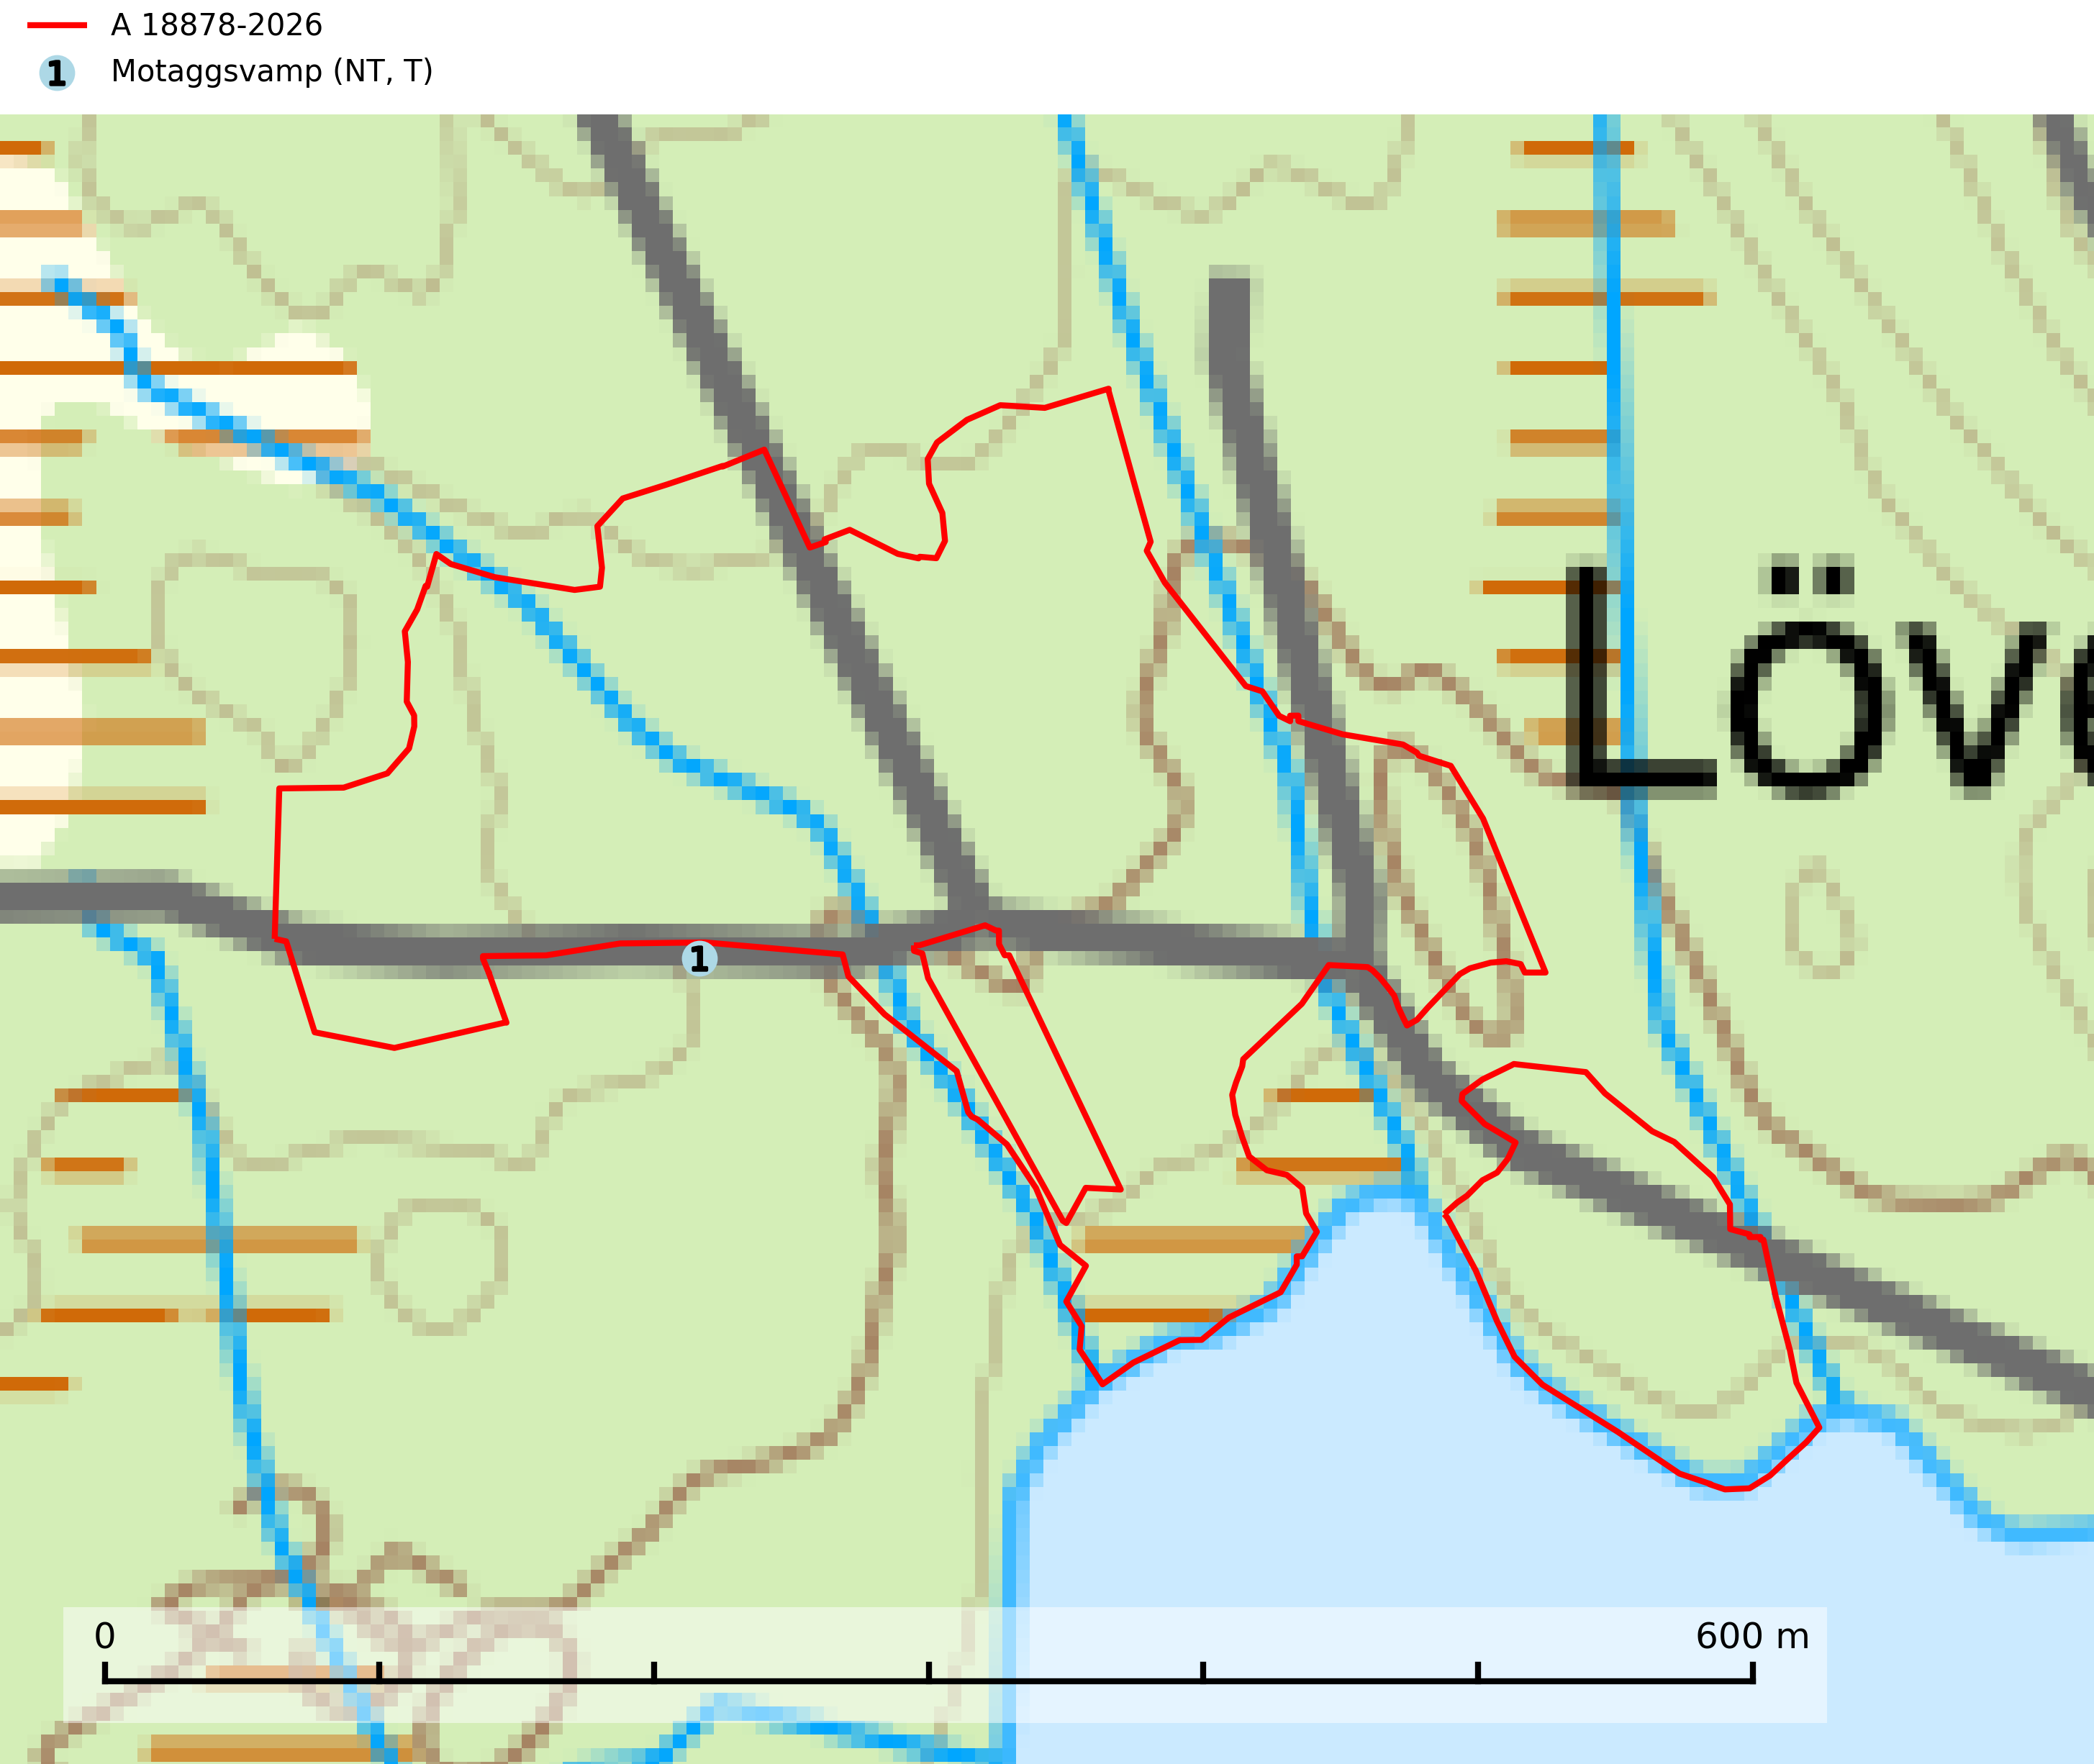 A 18878-2026
1 Motaggsvamp (NT, T)
Löve
1
0 600 m